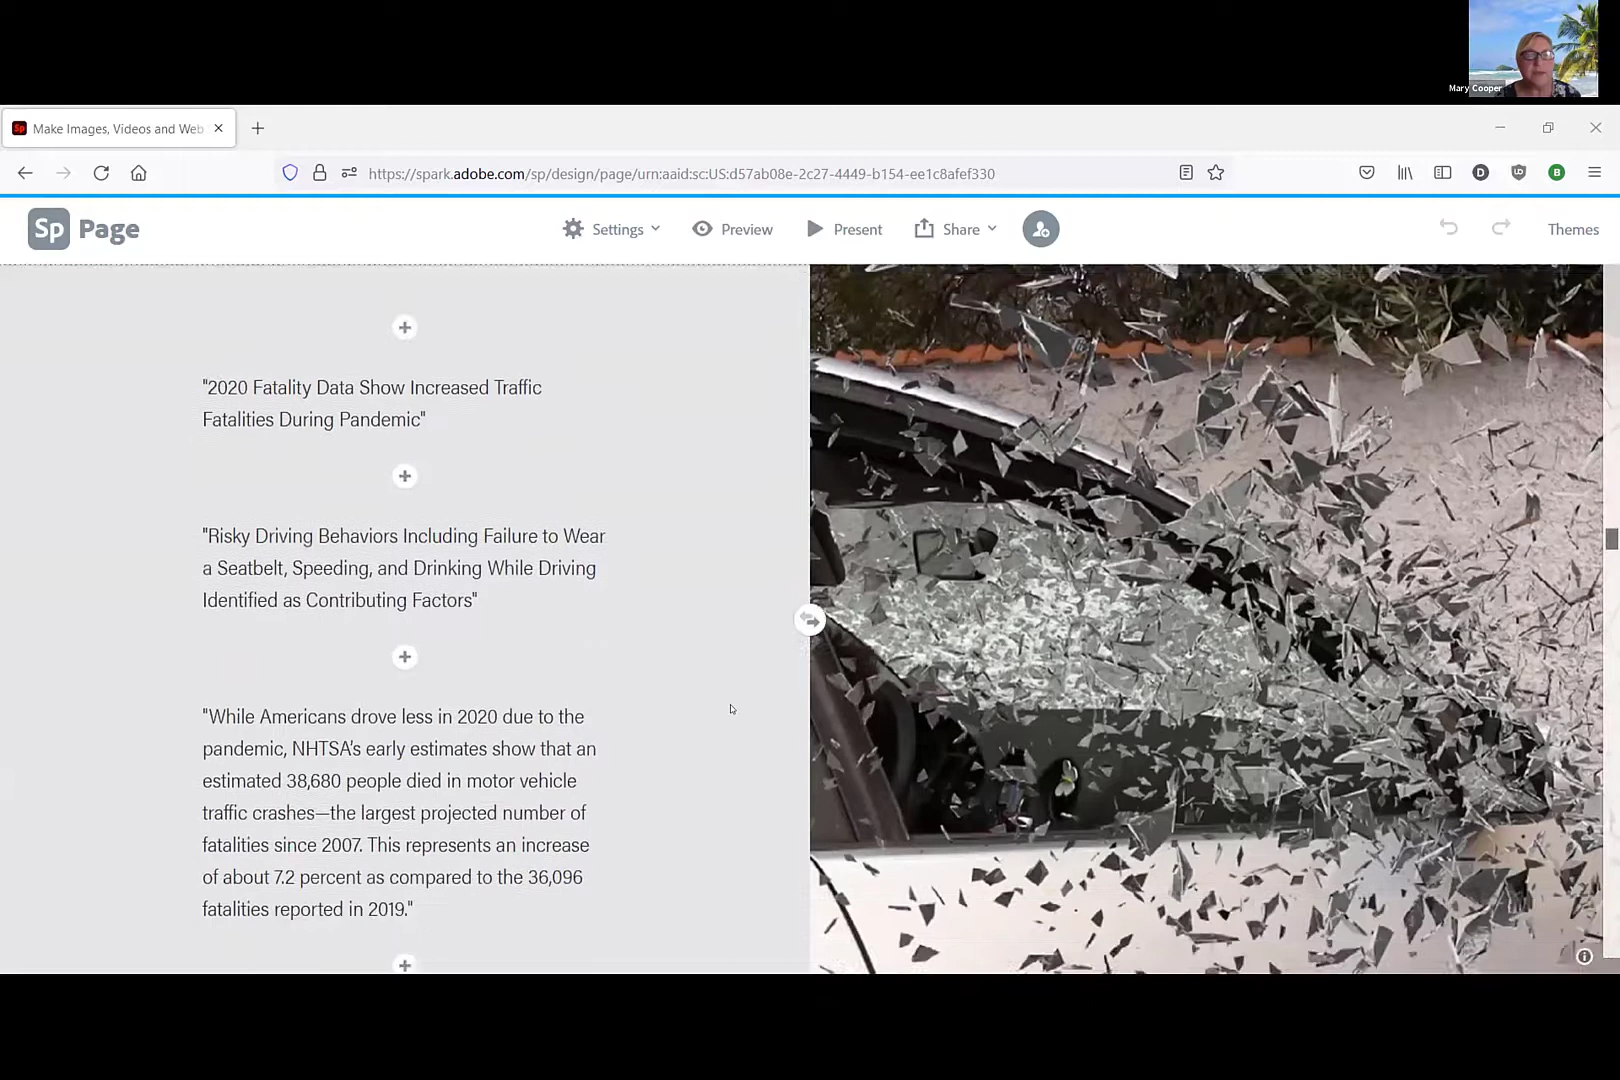 Mary Cooper
Sp Make Images, Videos and Web
https://spark.adobe.com/sp/design/page/urn:aaid:sc:US:d57ab08e-2c27-4449-b154-ee1c8afef330
D
UD
B
Sp Page
Settings
Preview
Present
Share
Themes
"2020 Fatality Data Show Increased Traffic
Fatalities During Pandemic"
"Risky Driving Behaviors Including Failure to Wear
a Seatbelt, Speeding, and Drinking While Driving
Identified as Contributing Factors"
"While Americans drove less in 2020 due to the
pandemic, NHTSA's early estimates show that an
estimated 38,680 people died in motor vehicle
traffic crashes—the largest projected number of
fatalities since 2007. This represents an increase
of about 7.2 percent as compared to the 36,096
fatalities reported in 2019."